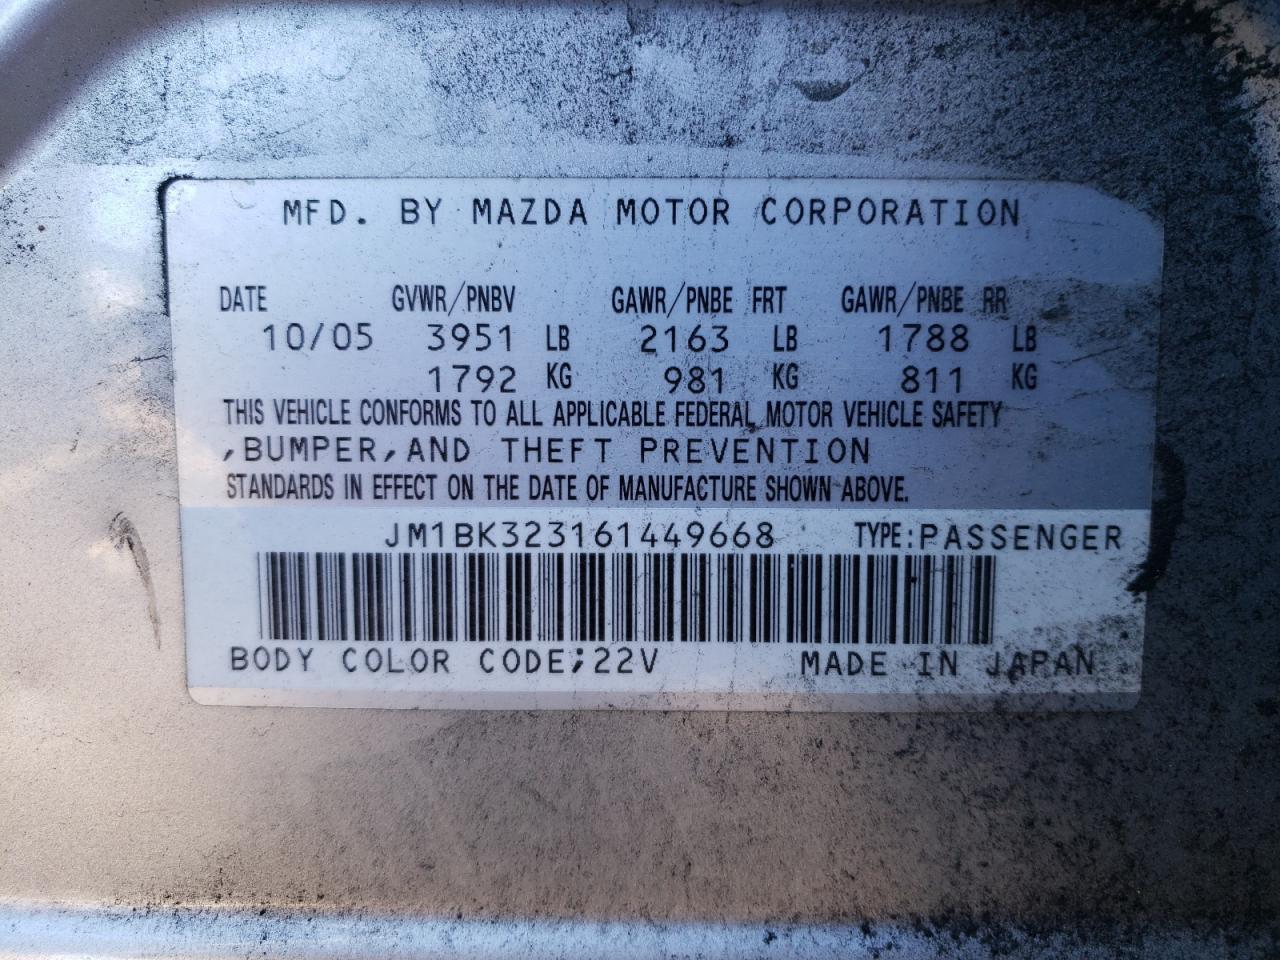 MFD. BY MAZDA MOTOR CORPORATION
DATE GVWR/PNBV GAWR/PNBE FRT GAWR/PNBE RR
10/05 3951 LB 2163 LB 1788 LB
1792 KG 981 KG 811 KG
THIS VEHICLE CONFORMS TO ALL APPLICABLE FEDERAL MOTOR VEHICLE SAFETY
,BUMPER,AND THEFT PREVENTION
STANDARDS IN EFFECT ON THE DATE OF MANUFACTURE SHOWN ABOVE.
JM1BK323161449668 TYPE:PASSENGER
BODY COLOR CODE;22V MADE IN JAPAN